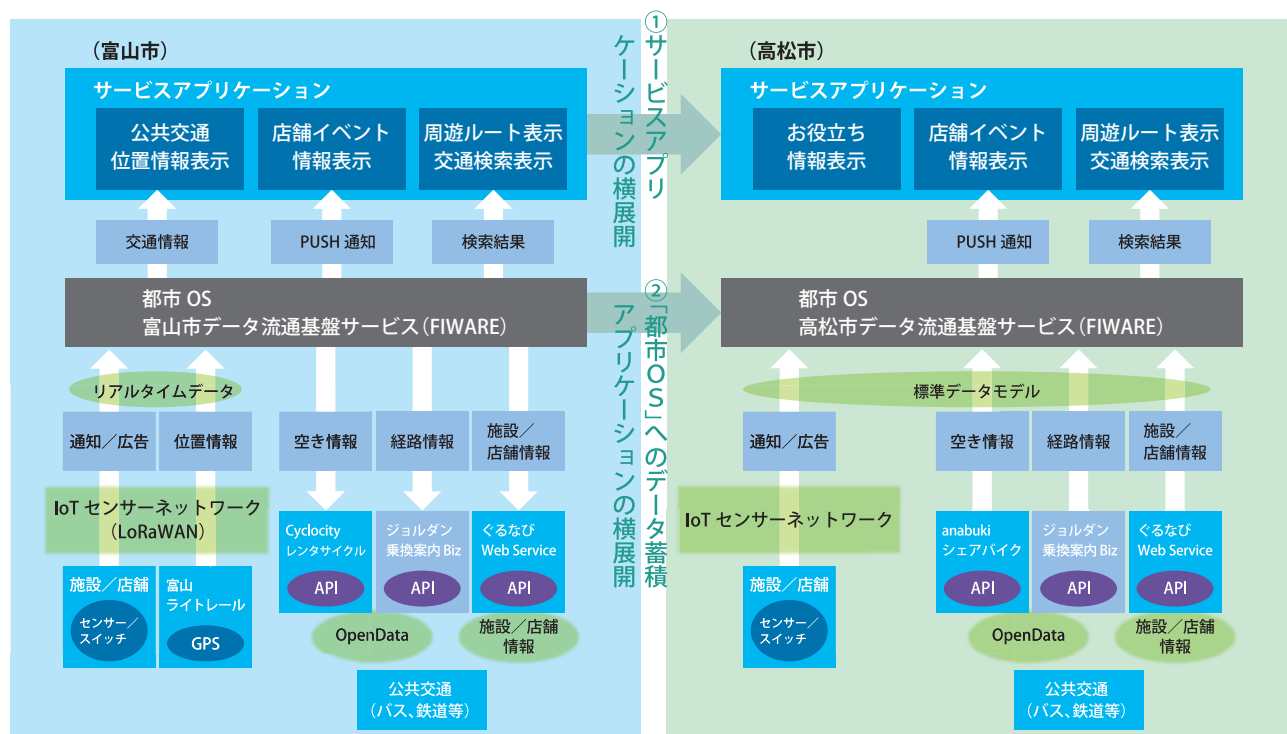 （富山市）
サービスアプリケーション
公共交通
位置情報表示
店舗イベント
情報表示
周遊ルート表示
交通検索表示
交通情報
PUSH 通知
検索結果
都市 OS
富山市データ流通基盤サービス（FIWARE）
リアルタイムデータ
通知／広告
位置情報
空き情報
経路情報
施設／
店舗情報
IoT センサーネットワーク
（LoRaWAN）
Cyclocity
レンタサイクル
API
ジョルダン
乗換案内 Biz
API
ぐるなび
Web Service
API
施設／店舗
センサー／
スイッチ
富山
ライトレール
GPS
OpenData
施設／店舗
情報
公共交通
（バス、鉄道等）
①サービスアプリ
ケーションの横展開
②「都市OS」へのデータ蓄積
アプリケーションの横展開
（高松市）
サービスアプリケーション
お役立ち
情報表示
店舗イベント
情報表示
周遊ルート表示
交通検索表示
PUSH 通知
検索結果
都市 OS
高松市データ流通基盤サービス（FIWARE）
標準データモデル
通知／広告
空き情報
経路情報
施設／
店舗情報
IoT センサーネットワーク
anabuki
シェアバイク
API
ジョルダン
乗換案内 Biz
API
ぐるなび
Web Service
API
施設／店舗
センサー／
スイッチ
OpenData
施設／店舗
情報
公共交通
（バス、鉄道等）